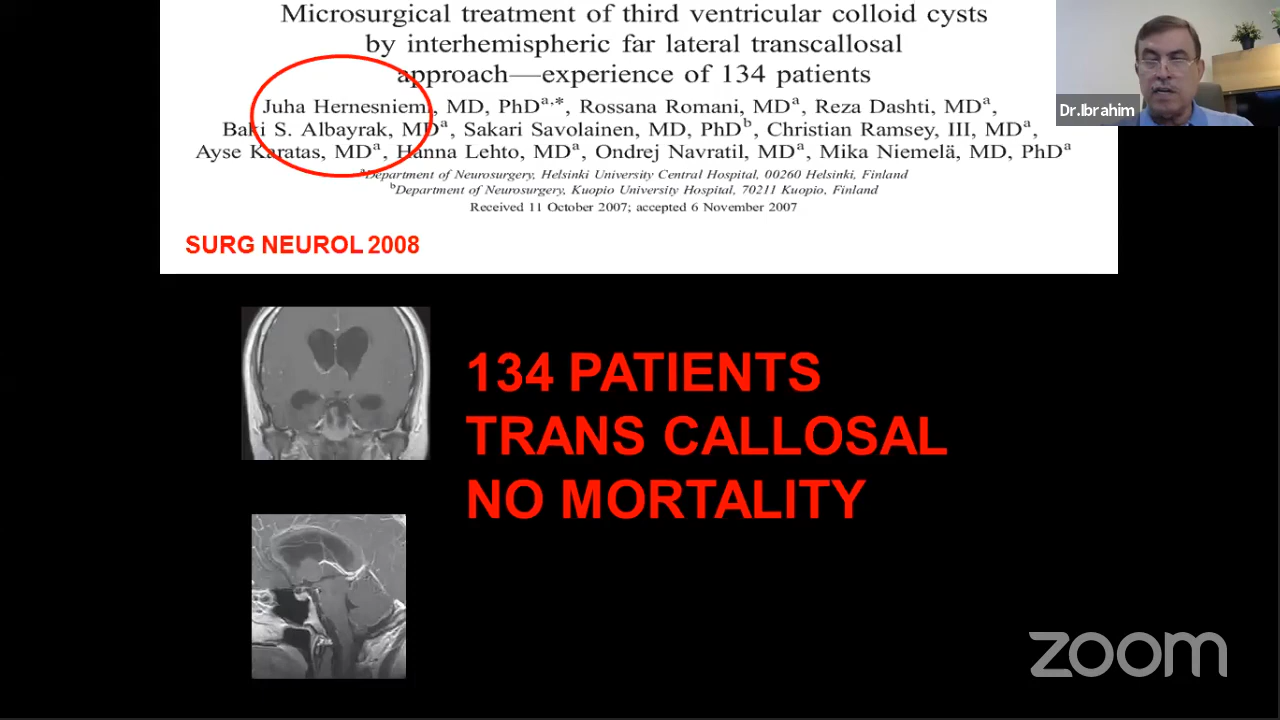 Microsurgical treatment of third ventricular colloid cysts
by interhemispheric far lateral transcallosal
approach—experience of 134 patients
Juha Hernesniemi, MD, PhDa,*, Rossana Romani, MDa, Reza Dashti, MDa,
Baki S. Albayrak, MDa, Sakari Savolainen, MD, PhDb, Christian Ramsey, III, MDa,
Ayse Karatas, MDa, Hanna Lehto, MDa, Ondrej Navratil, MDa, Mika Niemelä, MD, PhDa
aDepartment of Neurosurgery, Helsinki University Central Hospital, 00260 Helsinki, Finland
bDepartment of Neurosurgery, Kuopio University Hospital, 70211 Kuopio, Finland
Received 11 October 2007; accepted 6 November 2007
SURG NEUROL 2008
Dr.Ibrahim
134 PATIENTS
TRANS CALLOSAL
NO MORTALITY
zoom